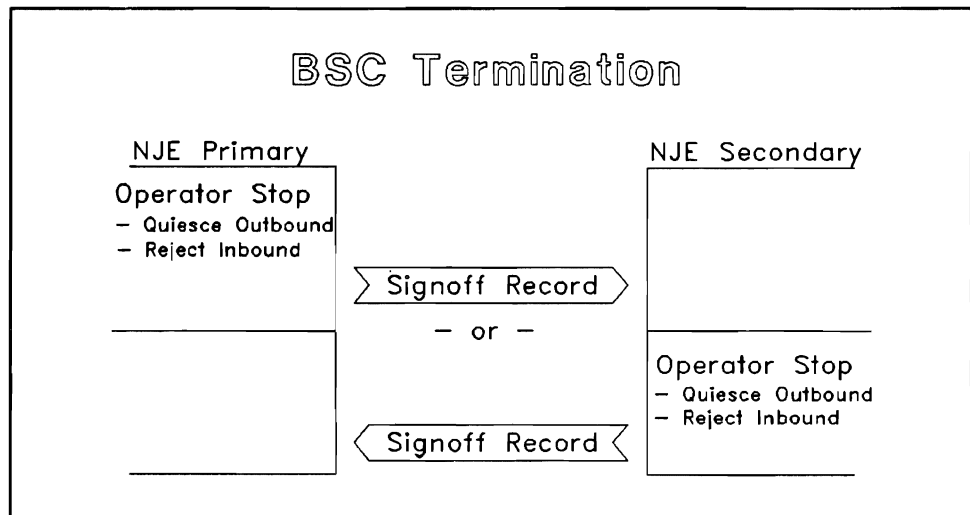 BSC Termination
NJE Primary
NJE Secondary
Operator Stop
– Quiesce Outbound
– Reject Inbound
Signoff Record
– or –
Operator Stop
– Quiesce Outbound
– Reject Inbound
Signoff Record